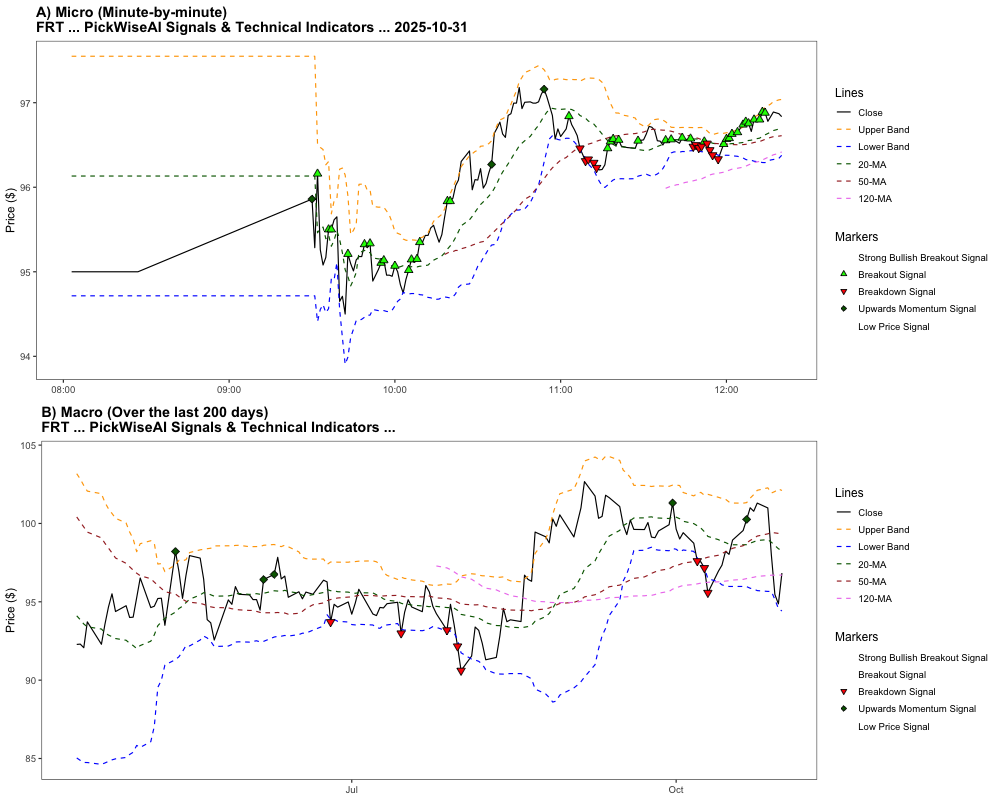 A) Micro (Minute-by-minute)
FRT ... PickWiseAI Signals & Technical Indicators ... 2025-10-31
Price ($)
97
96
95
94
08:00
09:00
10:00
11:00
12:00
Lines
Close
Upper Band
Lower Band
20-MA
50-MA
120-MA
Markers
Strong Bullish Breakout Signal
Breakout Signal
Breakdown Signal
Upwards Momentum Signal
Low Price Signal
B) Macro (Over the last 200 days)
FRT ... PickWiseAI Signals & Technical Indicators ...
Price ($)
105
100
95
90
85
Jul
Oct
Lines
Close
Upper Band
Lower Band
20-MA
50-MA
120-MA
Markers
Strong Bullish Breakout Signal
Breakout Signal
Breakdown Signal
Upwards Momentum Signal
Low Price Signal